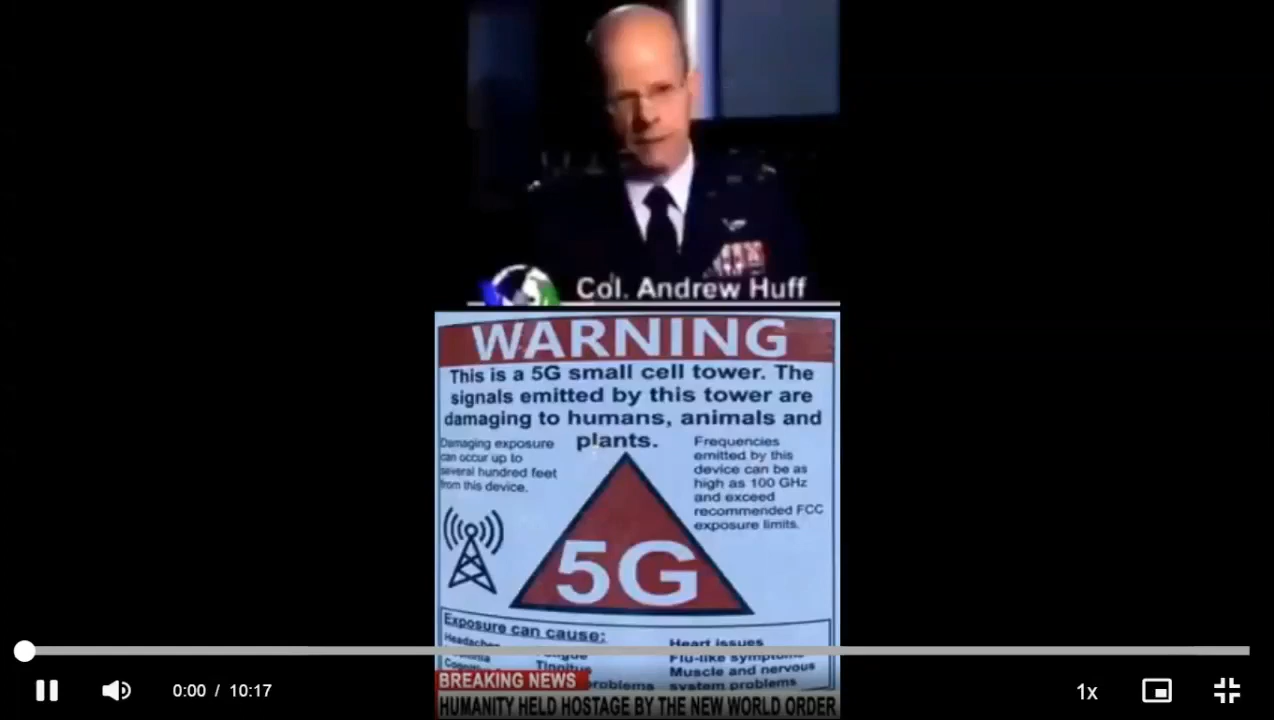 Col. Andrew Huff
WARNING
This is a 5G small cell tower. The
signals emitted by this tower are
damaging to humans, animals and
plants.
Damaging exposure
can occur up to
several hundred feet
from this device.
Frequencies
emitted by this
device can be as
high as 100 GHz
and exceed
recommended FCC
exposure limits.
5G
Exposure can cause:
Headaches
Heart issues
Flu-like symptoms
Tinnitus
Muscle and nervous
problems
system problems
BREAKING NEWS
HUMANITY HELD HOSTAGE BY THE NEW WORLD ORDER
0:00 / 10:17
1x